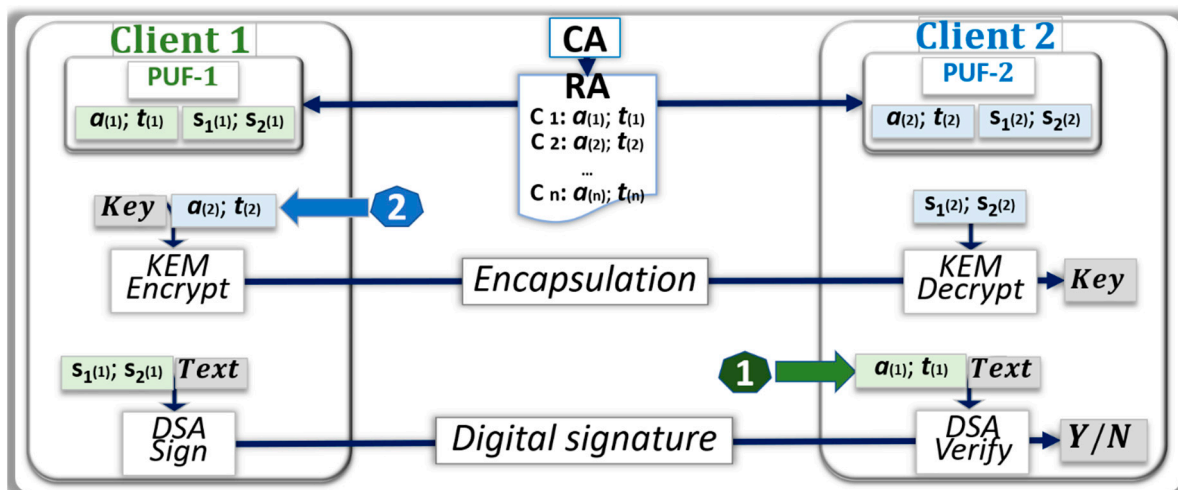 Client 1
PUF-1
a(1); t(1) s1(1); s2(1)
CA
RA
C 1: a(1); t(1)
C 2: a(2); t(2)
...
C n: a(n); t(n)
Client 2
PUF-2
a(2); t(2) s1(2); s2(2)
Key a(2); t(2) 2
s1(2); s2(2)
KEM
Encrypt
Encapsulation
KEM
Decrypt
Key
s1(1); s2(1) Text
1 a(1); t(1) Text
DSA
Sign
Digital signature
DSA
Verify
Y/N